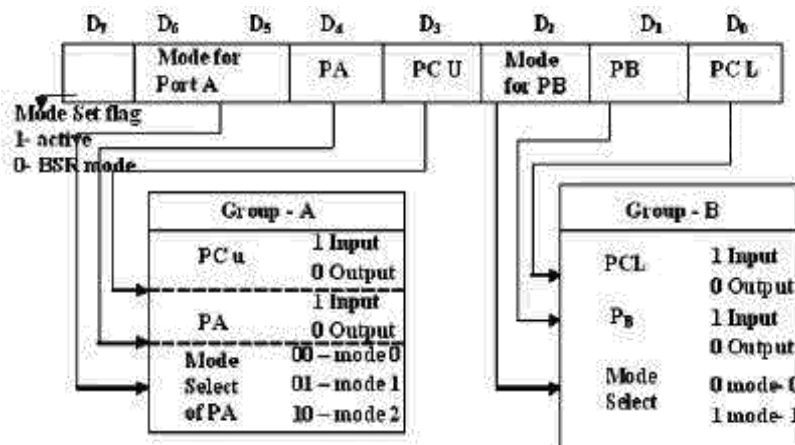 D7 D6 D5 D4 D3 D2 D1 D0
Mode for
Port A
PA
PC U
Mode
for PB
PB
PC L
Mode Set flag
1- active
0- BSR mode
Group - A
PC u
1 Input
0 Output
PA
1 Input
0 Output
Mode
Select
of PA
00 – mode 0
01 – mode 1
10 – mode 2
Group - B
PCL
1 Input
0 Output
PB
1 Input
0 Output
Mode
Select
0 mode- 0
1 mode- 1